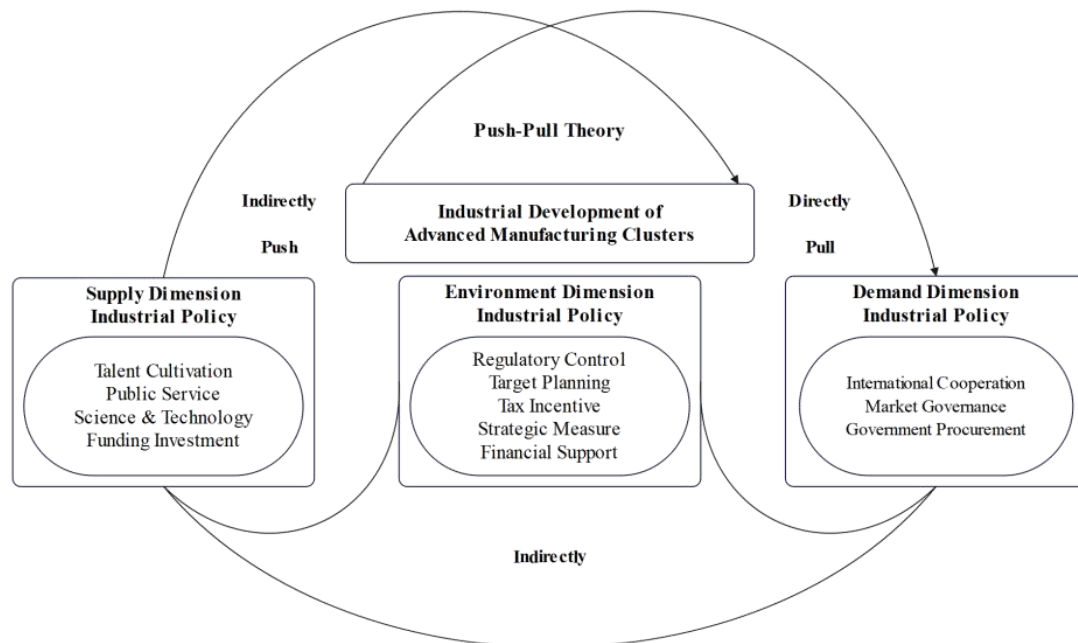 Push-Pull Theory
Indirectly
Push
Industrial Development of
Advanced Manufacturing Clusters
Directly
Pull
Supply Dimension
Industrial Policy
Talent Cultivation
Public Service
Science & Technology
Funding Investment
Environment Dimension
Industrial Policy
Regulatory Control
Target Planning
Tax Incentive
Strategic Measure
Financial Support
Demand Dimension
Industrial Policy
International Cooperation
Market Governance
Government Procurement
Indirectly